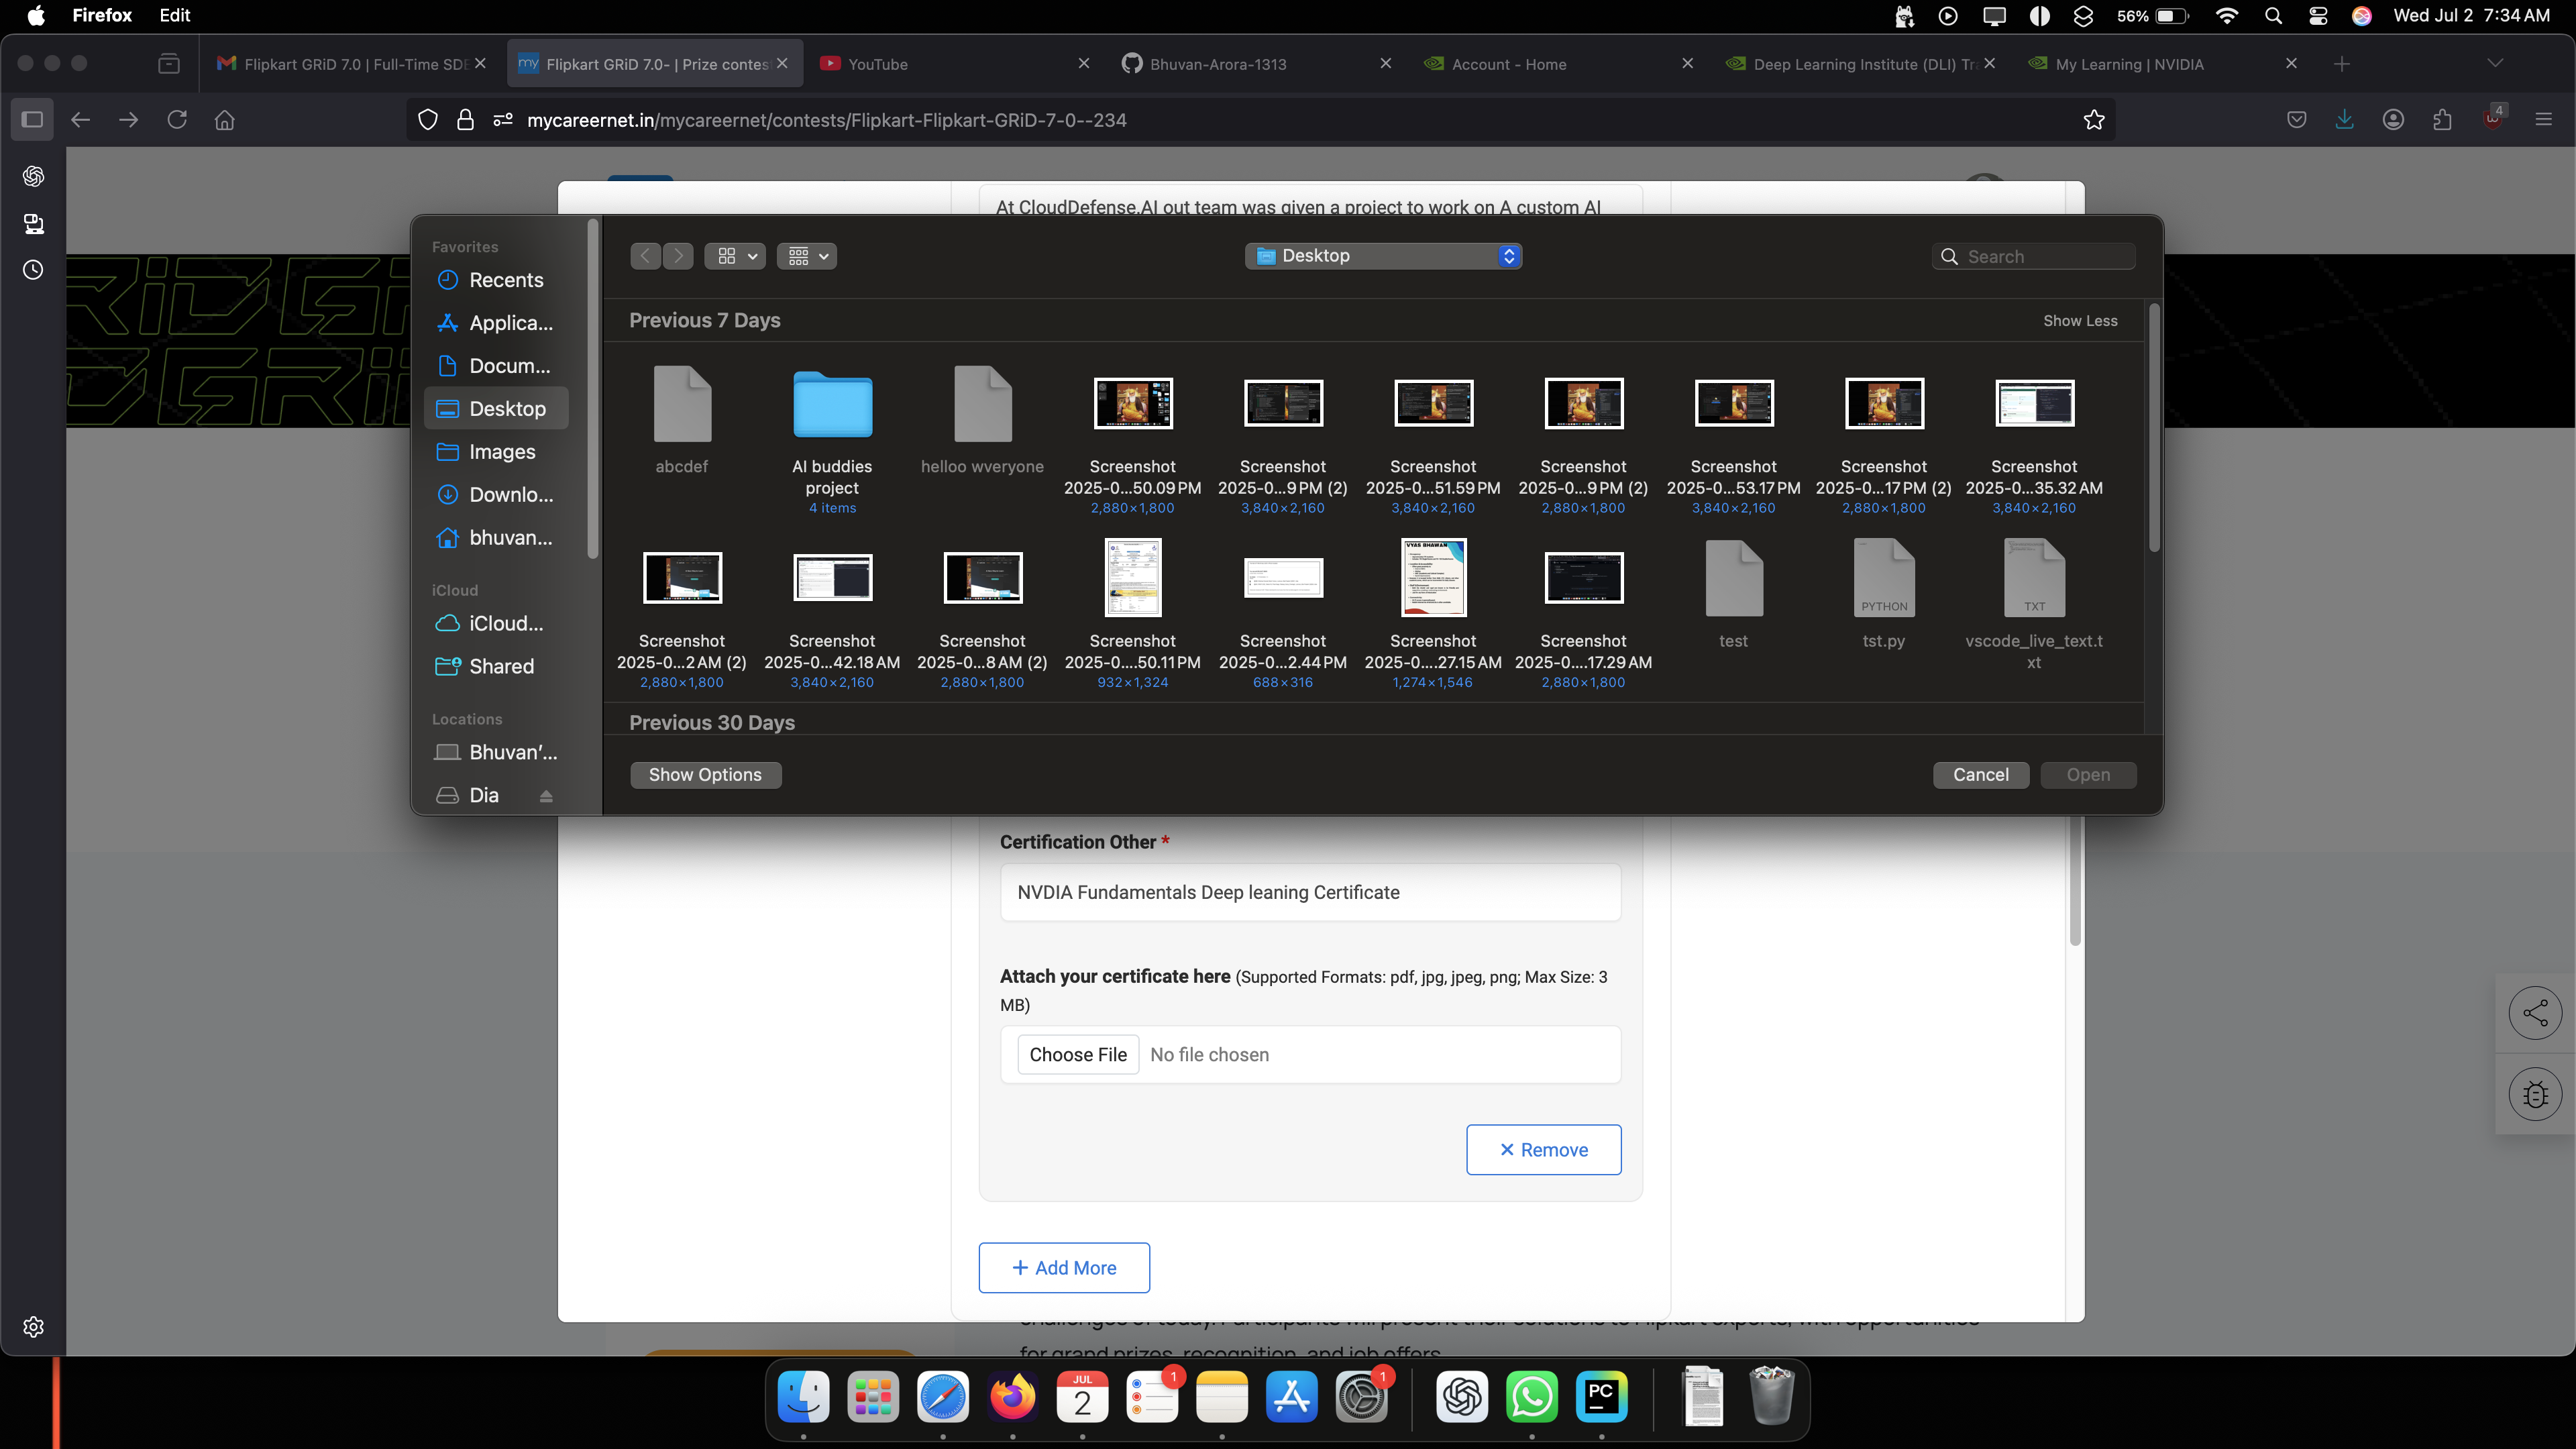 Firefox Edit
56% Wed Jul 2 7:34 AM
Flipkart GRiD 7.0 | Full-Time SDE
my Flipkart GRiD 7.0- | Prize contes
YouTube
Bhuvan-Arora-1313
Account - Home
Deep Learning Institute (DLI) Tr
My Learning | NVIDIA
mycareernet.in/mycareernet/contests/Flipkart-Flipkart-GRiD-7-0--234
4
At CloudDefense.AI out team was given a project to work on A custom AI
Favorites
Recents
Applica...
Docum...
Desktop
Images
Downlo...
bhuvan...
iCloud
iCloud...
Shared
Locations
Bhuvan'...
Dia
Desktop
Search
Previous 7 Days
Show Less
abcdef
AI buddies
project
4 items
helloo wveryone
Screenshot
2025-0...50.09 PM
2,880×1,800
Screenshot
2025-0...9 PM (2)
3,840×2,160
Screenshot
2025-0...51.59 PM
3,840×2,160
Screenshot
2025-0...9 PM (2)
2,880×1,800
Screenshot
2025-0...53.17 PM
3,840×2,160
Screenshot
2025-0...17 PM (2)
2,880×1,800
Screenshot
2025-0...35.32 AM
3,840×2,160
Screenshot
2025-0...2 AM (2)
2,880×1,800
Screenshot
2025-0...42.18 AM
3,840×2,160
Screenshot
2025-0...8 AM (2)
2,880×1,800
Screenshot
2025-0....50.11 PM
932×1,324
Screenshot
2025-0...2.44 PM
688×316
VYAS BHAWAN
Screenshot
2025-0....27.15 AM
1,274×1,546
Screenshot
2025-0....17.29 AM
2,880×1,800
test
PYTHON
tst.py
TXT
vscode_live_text.t
xt
Previous 30 Days
Show Options
Cancel
Open
Certification Other *
NVDIA Fundamentals Deep leaning Certificate
Attach your certificate here (Supported Formats: pdf, jpg, jpeg, png; Max Size: 3
MB)
Choose File No file chosen
Remove
+ Add More
for grand prizes, recognition, and job offers
JUL
2
1
1
PC